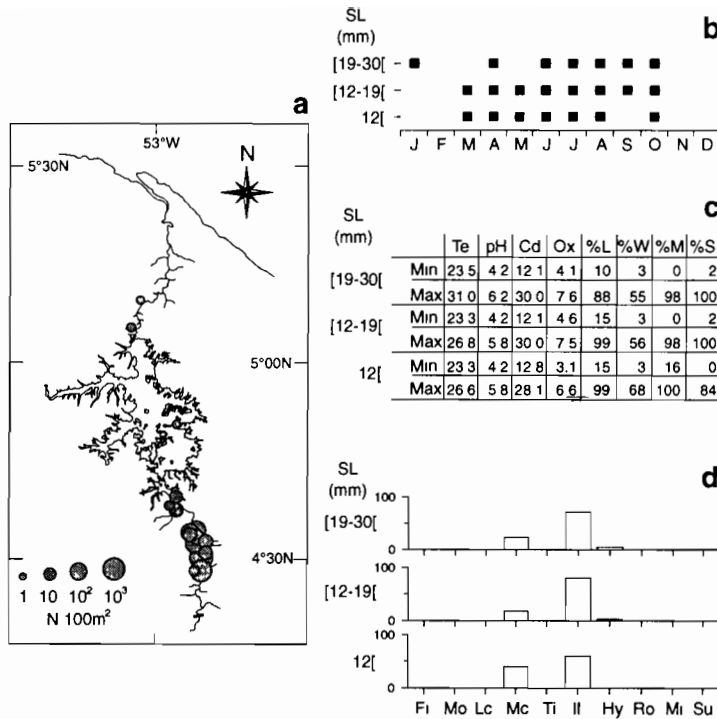 a
53°W
5°30N
N
5°00N
4°30N
1 10 10² 10³
N 100m²
b
SL
(mm)
[19-30[
[12-19[
12[
J F M A M J J A S O N D
c
SL
(mm)
Te pH Cd Ox %L %W %M %S
[19-30[
Min 23 5 4 2 12 1 4 1 10 3 0 2
Max 31 0 6 2 30 0 7 6 88 55 98 100
[12-19[
Min 23 3 4 2 12 1 4 6 15 3 0 2
Max 26 8 5 8 30 0 7 5 99 56 98 100
12[
Min 23 3 4 2 12 8 3.1 15 3 16 0
Max 26 6 5 8 28 1 6 6 99 68 100 84
d
SL
(mm)
100
[19-30[
0
100
[12-19[
0
100
12[
0
Fi Mo Lc Mc Ti If Hy Ro Mi Su